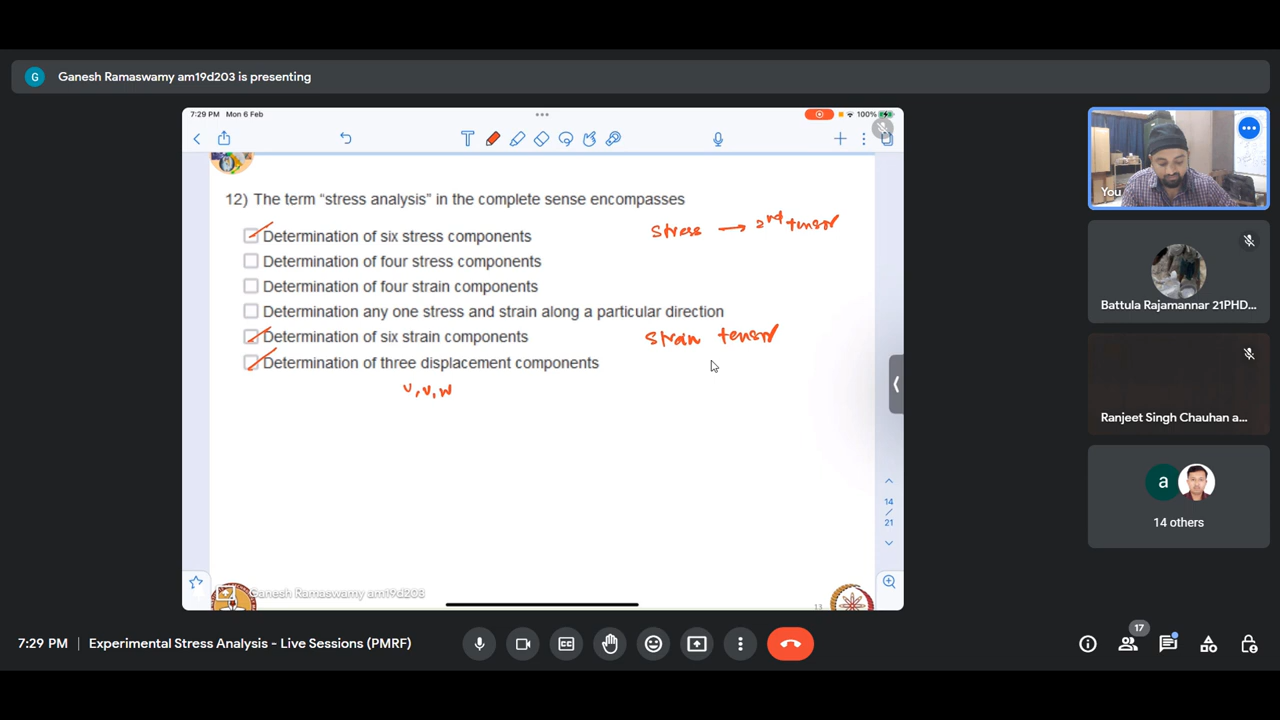 G Ganesh Ramaswamy am19d203 is presenting
7:29 PM Mon 6 Feb
100%
T
12) The term “stress analysis” in the complete sense encompasses
Determination of six stress components
Stress → 2nd tensor
Determination of four stress components
Determination of four strain components
Determination any one stress and strain along a particular direction
Determination of six strain components
Strain tensor
Determination of three displacement components
u, v, w
14
/
21
Ganesh Ramaswamy am19d203
13
You
Battula Rajamannar 21PHD...
Ranjeet Singh Chauhan a...
a
14 others
7:29 PM | Experimental Stress Analysis - Live Sessions (PMRF)
CC
17